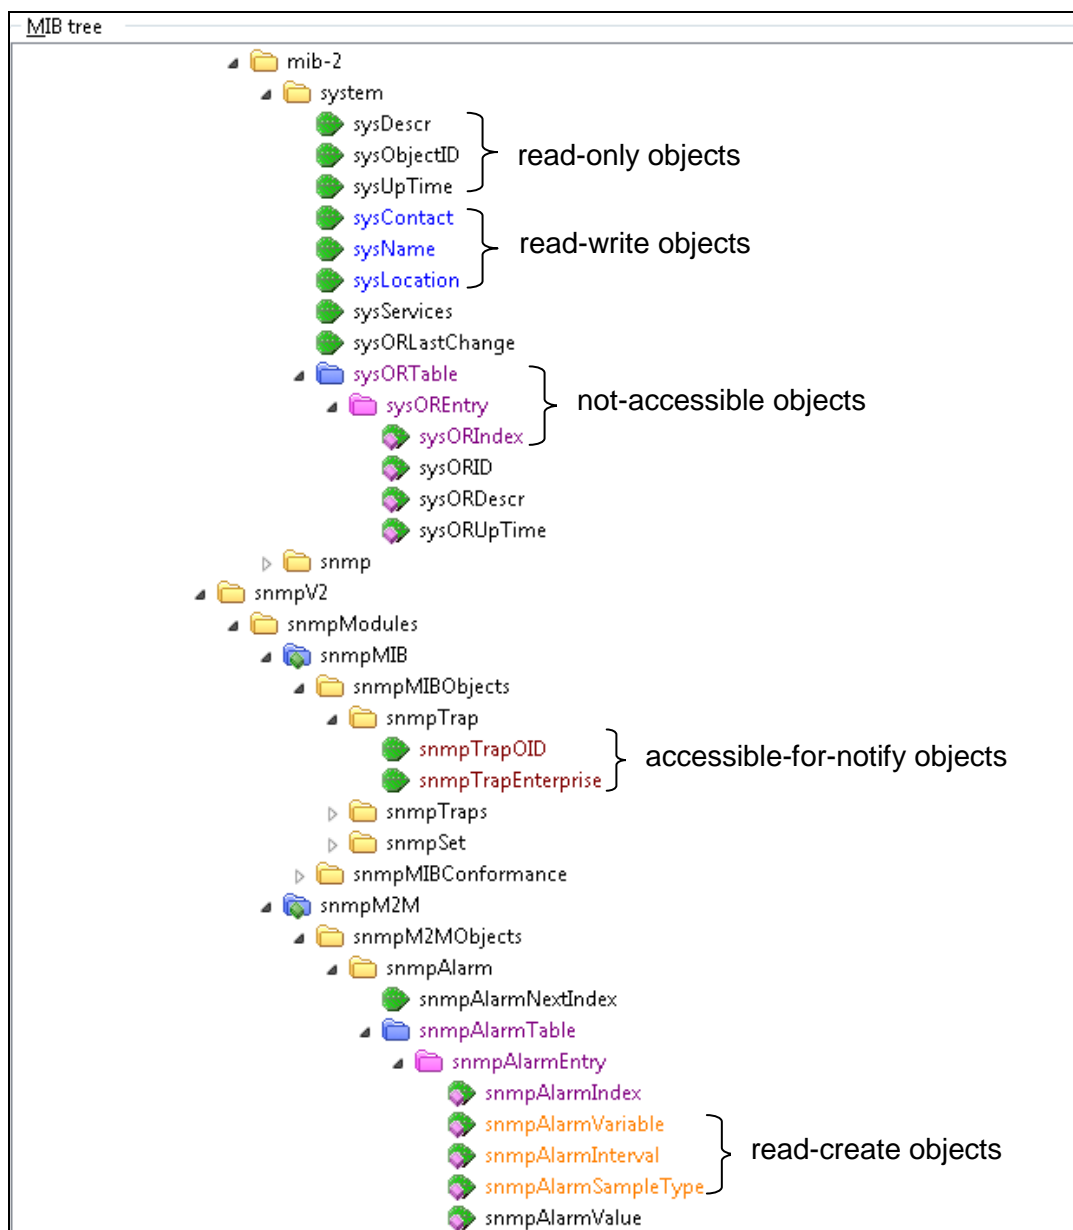 MIB tree
mib-2
system
sysDescr
sysObjectID
read-only objects
sysUpTime
sysContact
sysName
read-write objects
sysLocation
sysServices
sysORLastChange
sysORTable
sysOREntry
not-accessible objects
sysORIndex
sysORID
sysORDescr
sysORUpTime
snmp
snmpV2
snmpModules
snmpMIB
snmpMIBObjects
snmpTrap
snmpTrapOID
accessible-for-notify objects
snmpTrapEnterprise
snmpTraps
snmpSet
snmpMIBConformance
snmpM2M
snmpM2MObjects
snmpAlarm
snmpAlarmNextIndex
snmpAlarmTable
snmpAlarmEntry
snmpAlarmIndex
snmpAlarmVariable
snmpAlarmInterval
read-create objects
snmpAlarmSampleType
snmpAlarmValue